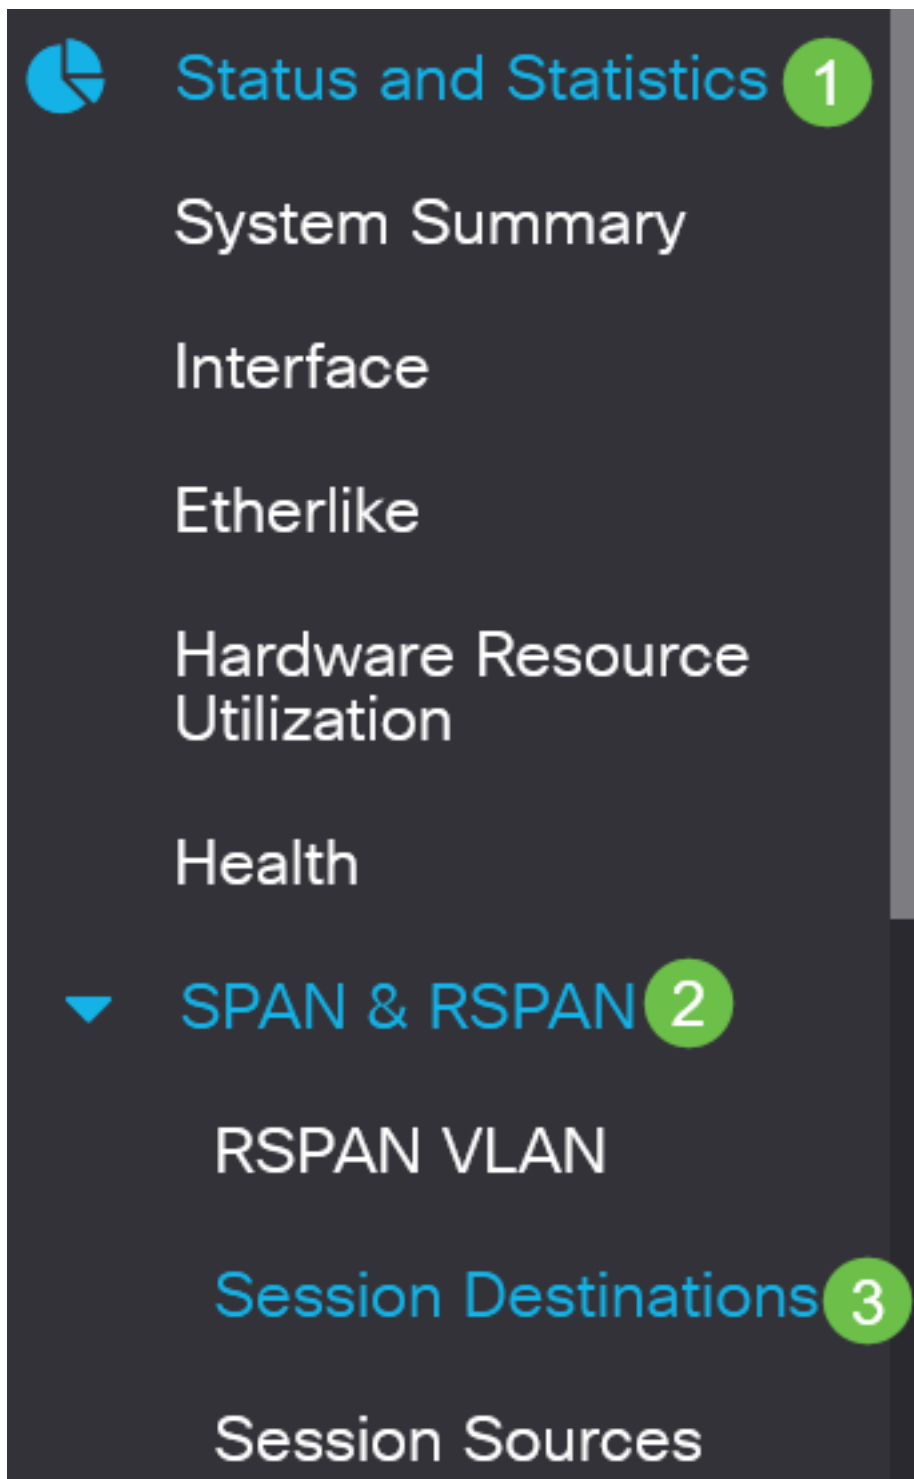 Status and Statistics 1
System Summary
Interface
Etherlike
Hardware Resource
Utilization
Health
SPAN & RSPAN 2
RSPAN VLAN
Session Destinations 3
Session Sources